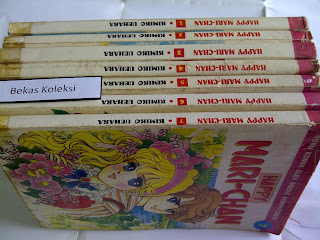 HAPPY MARI-CHAN 1 • KIMIKO UEHARA
HAPPY MARI-CHAN 2 • KIMIKO UEHARA
HAPPY MARI-CHAN 3 • KIMIKO UEHARA
HAPPY MARI-CHAN 4 • KIMIKO UEHARA
HAPPY MARI-CHAN 5 • KIMIKO UEHARA
Bekas Koleksi
HAPPY MARI-CHAN 6 • KIMIKO UEHARA
HAPPY MARI-CHAN 7 • KIMIKO UEHARA
HAPPY
MARI-CHAN
7